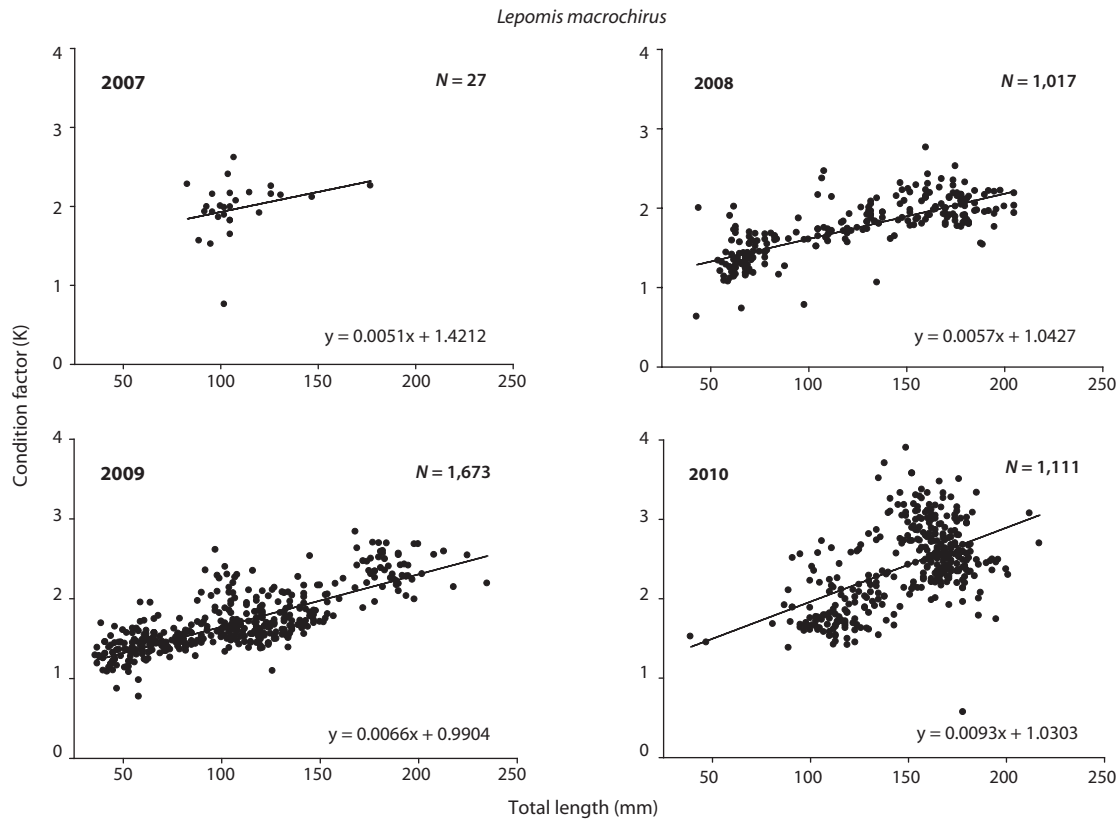 Lepomis macrochirus
2007
N = 27
4
3
2
1
0
y = 0.0051x + 1.4212
50 100 150 200 250
2008
N = 1,017
4
3
2
1
0
y = 0.0057x + 1.0427
50 100 150 200 250
Condition factor (K)
2009
N = 1,673
4
3
2
1
0
y = 0.0066x + 0.9904
50 100 150 200 250
2010
N = 1,111
4
3
2
1
0
y = 0.0093x + 1.0303
50 100 150 200 250
Total length (mm)